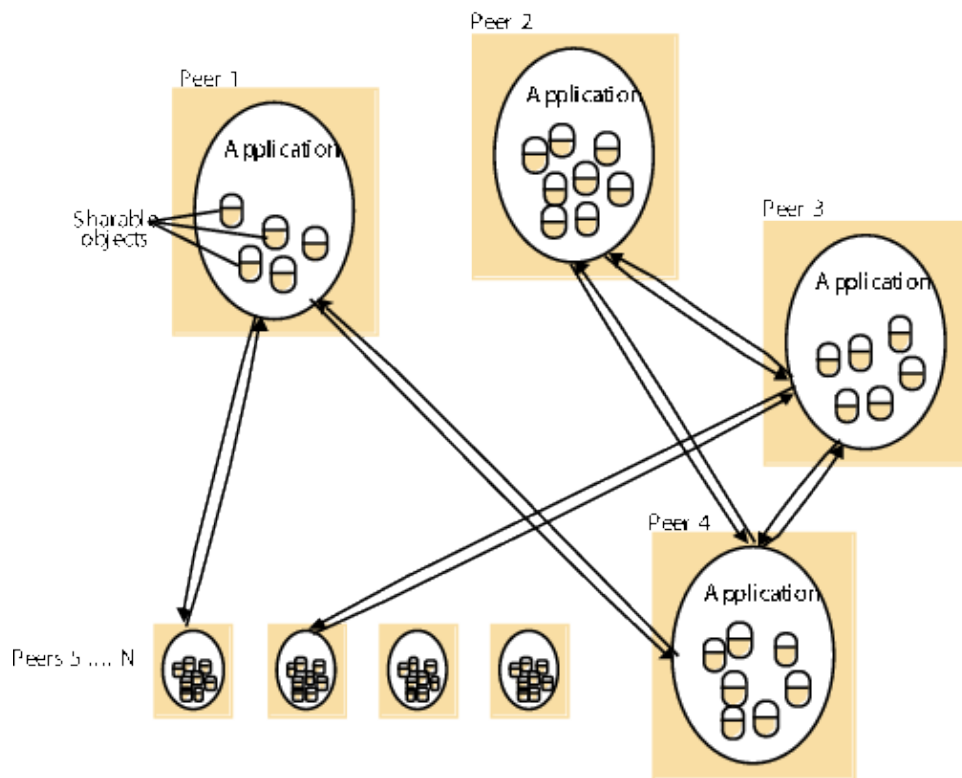 Peer 2
Peer 1
Application
Application
Sharable
objects
Peer 3
Application
Peer 4
Application
Peers 5 .... N